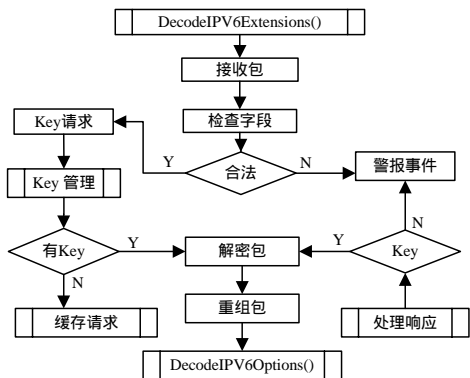 DecodeIPV6Extensions()
接收包
Key请求
检查字段
Y
合法
N
警报事件
Key 管理
有Key
Y
解密包
Y
Key
N
N
重组包
缓存请求
处理响应
DecodeIPV6Options()